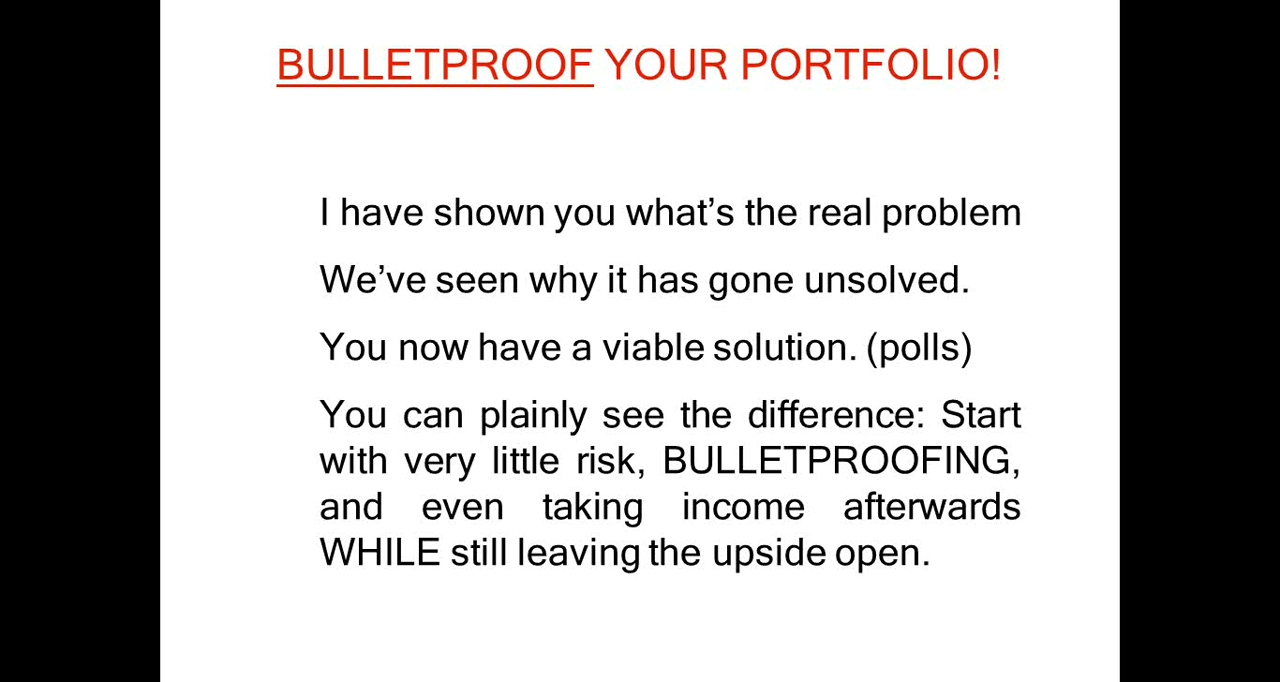 BULLETPROOF YOUR PORTFOLIO!
I have shown you what’s the real problem
We’ve seen why it has gone unsolved.
You now have a viable solution. (polls)
You can plainly see the difference: Start
with very little risk, BULLETPROOFING,
and even taking income afterwards
WHILE still leaving the upside open.